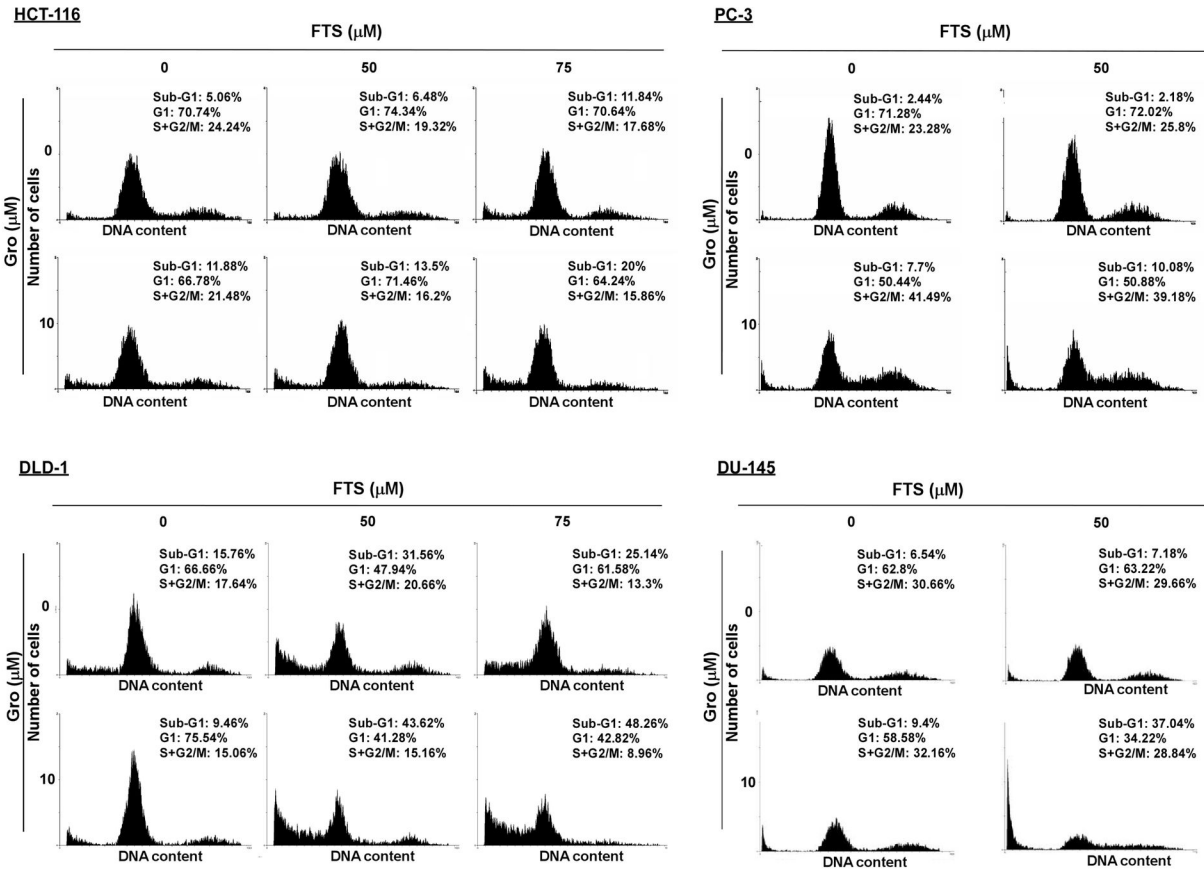 HCT-116
FTS (μM)
0
50
75
Gro (μM)
Number of cells
0
Sub-G1: 5.06%
G1: 70.74%
S+G2/M: 24.24%
DNA content
Sub-G1: 6.48%
G1: 74.34%
S+G2/M: 19.32%
DNA content
Sub-G1: 11.84%
G1: 70.64%
S+G2/M: 17.68%
DNA content
10
Sub-G1: 11.88%
G1: 66.78%
S+G2/M: 21.48%
DNA content
Sub-G1: 13.5%
G1: 71.46%
S+G2/M: 16.2%
DNA content
Sub-G1: 20%
G1: 64.24%
S+G2/M: 15.86%
DNA content
PC-3
FTS (μM)
0
50
Gro (μM)
Number of cells
0
Sub-G1: 2.44%
G1: 71.28%
S+G2/M: 23.28%
DNA content
Sub-G1: 2.18%
G1: 72.02%
S+G2/M: 25.8%
DNA content
10
Sub-G1: 7.7%
G1: 50.44%
S+G2/M: 41.49%
DNA content
Sub-G1: 10.08%
G1: 50.88%
S+G2/M: 39.18%
DNA content
DLD-1
FTS (μM)
0
50
75
Gro (μM)
Number of cells
0
Sub-G1: 15.76%
G1: 66.66%
S+G2/M: 17.64%
DNA content
Sub-G1: 31.56%
G1: 47.94%
S+G2/M: 20.66%
DNA content
Sub-G1: 25.14%
G1: 61.58%
S+G2/M: 13.3%
DNA content
10
Sub-G1: 9.46%
G1: 75.54%
S+G2/M: 15.06%
DNA content
Sub-G1: 43.62%
G1: 41.28%
S+G2/M: 15.16%
DNA content
Sub-G1: 48.26%
G1: 42.82%
S+G2/M: 8.96%
DNA content
DU-145
FTS (μM)
0
50
Gro (μM)
Number of cells
0
Sub-G1: 6.54%
G1: 62.8%
S+G2/M: 30.66%
DNA content
Sub-G1: 7.18%
G1: 63.22%
S+G2/M: 29.66%
DNA content
10
Sub-G1: 9.4%
G1: 58.58%
S+G2/M: 32.16%
DNA content
Sub-G1: 37.04%
G1: 34.22%
S+G2/M: 28.84%
DNA content